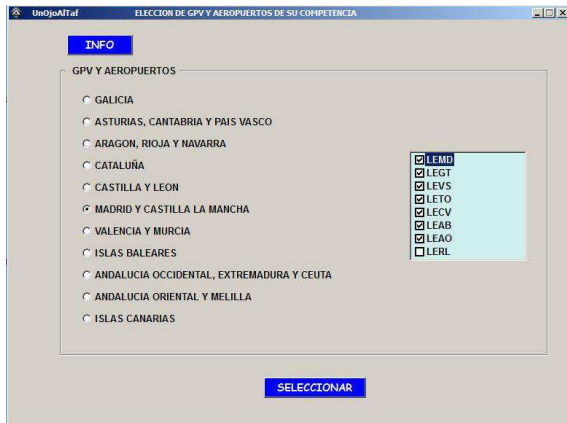 UnOjoAlTaf ELECCION DE GPV Y AEROPUERTOS DE SU COMPETENCIA
INFO
GPV Y AEROPUERTOS
GALICIA
ASTURIAS, CANTABRIA Y PAIS VASCO
ARAGON, RIOJA Y NAVARRA
CATALUÑA
CASTILLA Y LEON
MADRID Y CASTILLA LA MANCHA
VALENCIA Y MURCIA
ISLAS BALEARES
ANDALUCIA OCCIDENTAL, EXTREMADURA Y CEUTA
ANDALUCIA ORIENTAL Y MELILLA
ISLAS CANARIAS
LEMD
LEGT
LEVS
LETO
LECV
LEAB
LEAO
LERL
SELECCIONAR